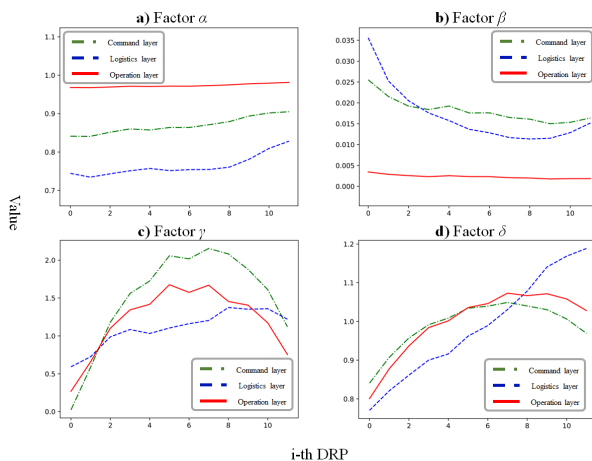 a) Factor α
1.1
1.0
0.9
0.8
0.7
0 2 4 6 8 10
Command layer
Logistics layer
Operation layer
b) Factor β
0.035
0.030
0.025
0.020
0.015
0.010
0.005
0.000
0 2 4 6 8 10
Command layer
Logistics layer
Operation layer
Value
c) Factor γ
2.0
1.5
1.0
0.5
0.0
0 2 4 6 8 10
Command layer
Logistics layer
Operation layer
d) Factor δ
1.2
1.1
1.0
0.9
0.8
0 2 4 6 8 10
Command layer
Logistics layer
Operation layer
i-th DRP